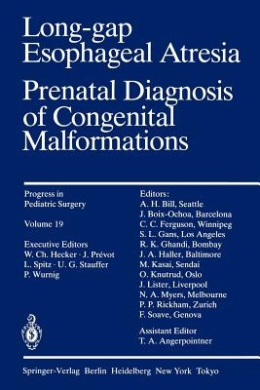 Long-gap
Esophageal Atresia
Prenatal Diagnosis
of Congenital
Malformations
Progress in
Pediatric Surgery
Volume 19
Executive Editors
W. Ch. Hecker · J. Prévot
L. Spitz · U. G. Stauffer
P. Wurnig
Editors:
A. H. Bill, Seattle
J. Boix-Ochoa, Barcelona
C. C. Ferguson, Winnipeg
S. L. Gans, Los Angeles
R. K. Ghandi, Bombay
J. A. Haller, Baltimore
M. Kasai, Sendai
O. Knutrud, Oslo
J. Lister, Liverpool
N. A. Myers, Melbourne
P. P. Rickham, Zurich
F. Soave, Genova
Assistant Editor
T. A. Angerpointner
Springer-Verlag Berlin Heidelberg New York Tokyo